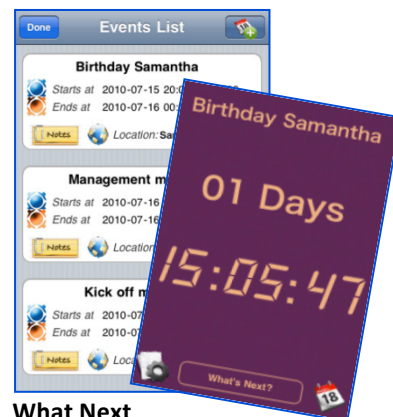 Done
Events List
Birthday Samantha
Starts at 2010-07-15 20:0
Ends at 2010-07-16 00:
Notes
Location:
Management m
Starts at 2010-07-16
Ends at 2010-07-16
Notes
Location
Kick off m
Starts at 2010-07
Ends at 2010-07
Notes
Loca
Birthday Samantha
01 Days
15:05:47
What's Next?
18
What Next